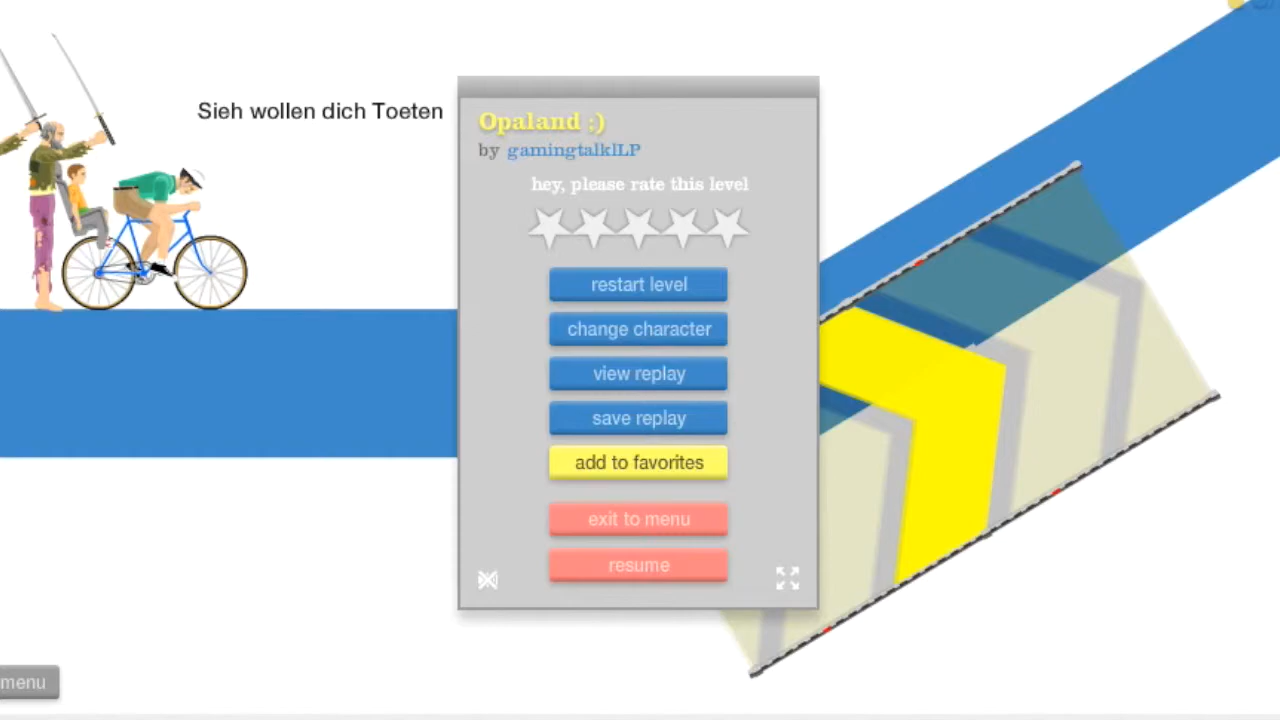 Sieh wollen dich Toeten
Opaland ;)
by gamingtalklLP
hey, please rate this level
restart level
change character
view replay
save replay
add to favorites
exit to menu
resume
menu